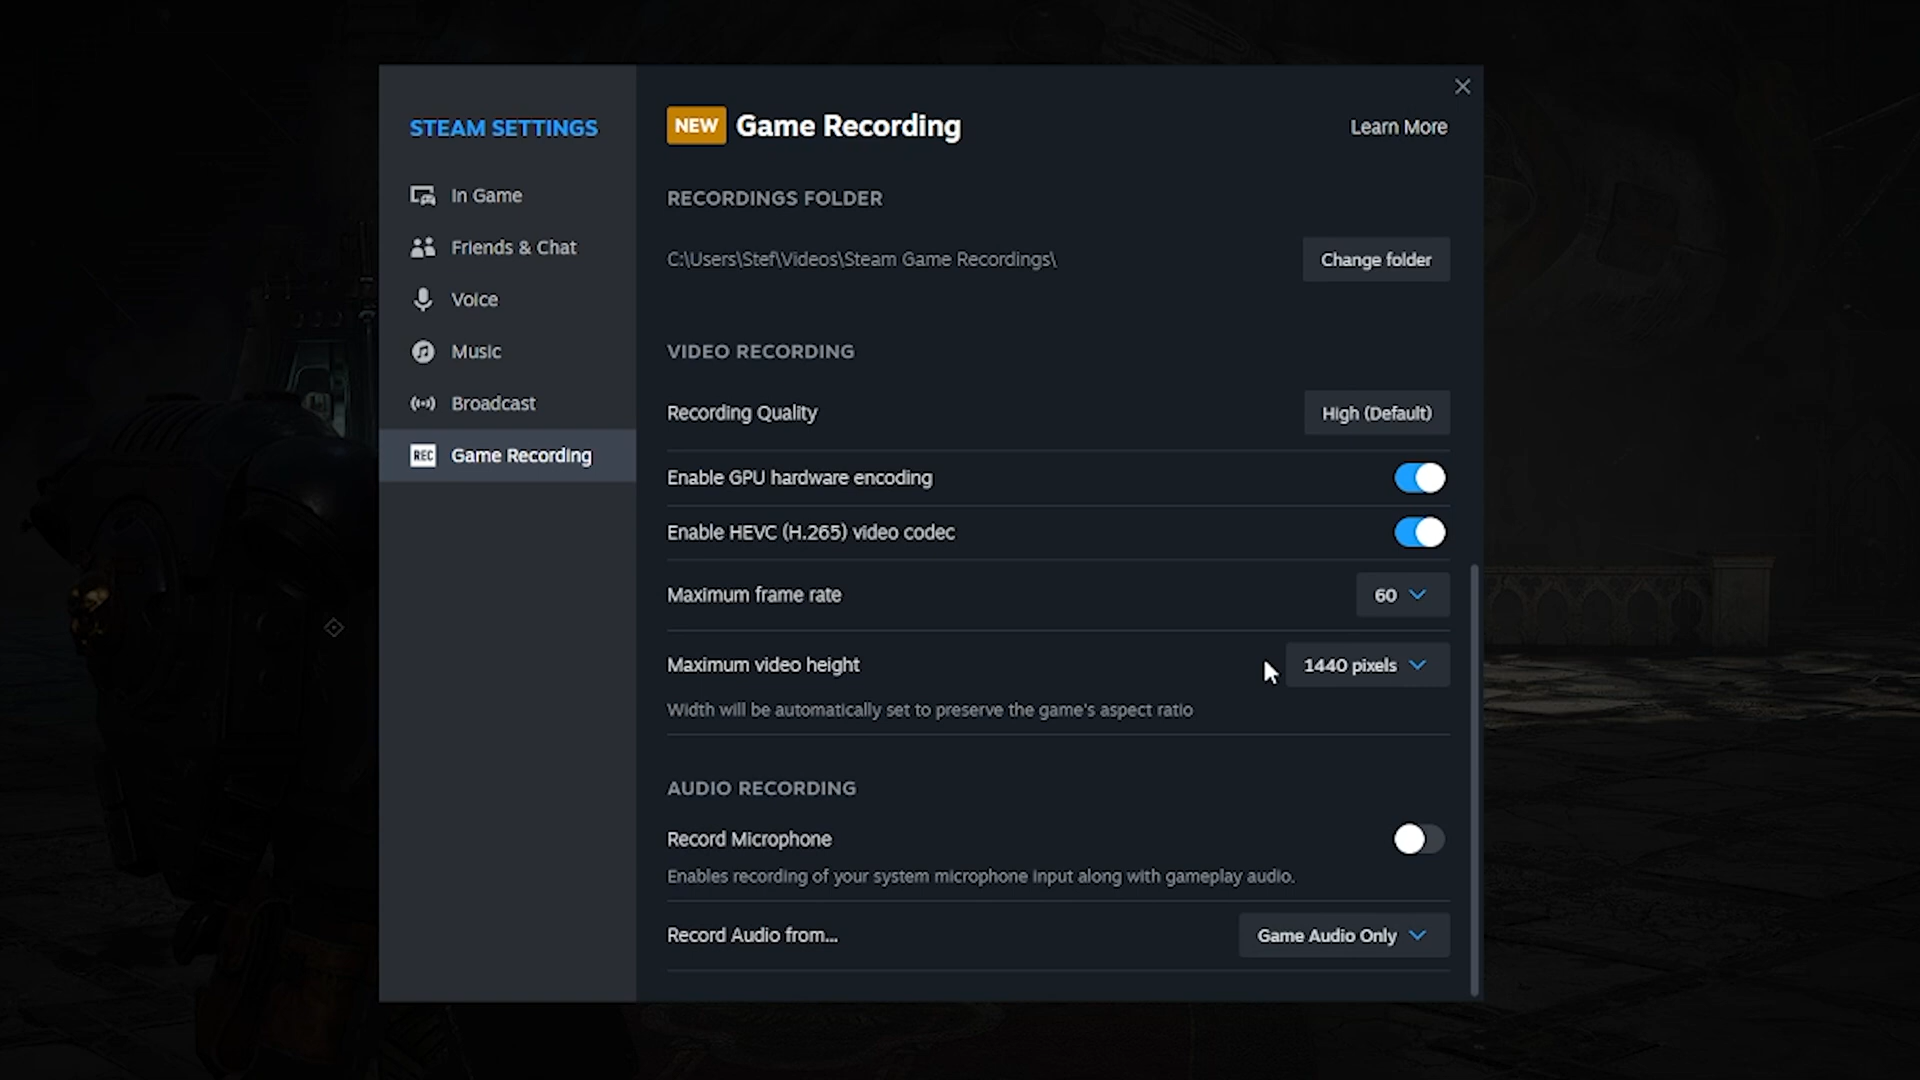 STEAM SETTINGS
In Game
Friends & Chat
Voice
Music
Broadcast
REC Game Recording
NEW Game Recording
Learn More
RECORDINGS FOLDER
C:\Users\Stef\Videos\Steam Game Recordings\
Change folder
VIDEO RECORDING
Recording Quality
High (Default)
Enable GPU hardware encoding
Enable HEVC (H.265) video codec
Maximum frame rate
60
Maximum video height
1440 pixels
Width will be automatically set to preserve the game's aspect ratio
AUDIO RECORDING
Record Microphone
Enables recording of your system microphone input along with gameplay audio.
Record Audio from...
Game Audio Only